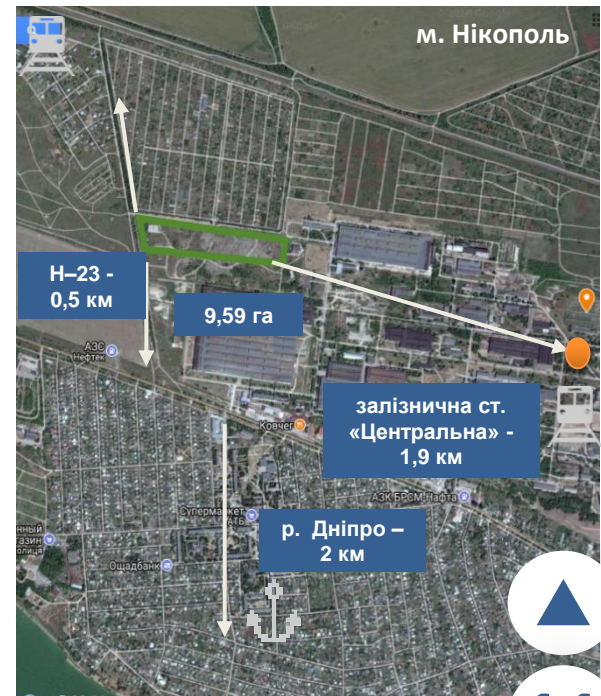 м. Нікополь
Н–23 -
0,5 км
9,59 га
АЗС
Нефтек
залізнична ст.
«Центральна» -
1,9 км
Ковчег
АЗК БРСМ-Нафта
Супермаркет
АТБ
р. Дніпро –
2 км
Ощадбанк